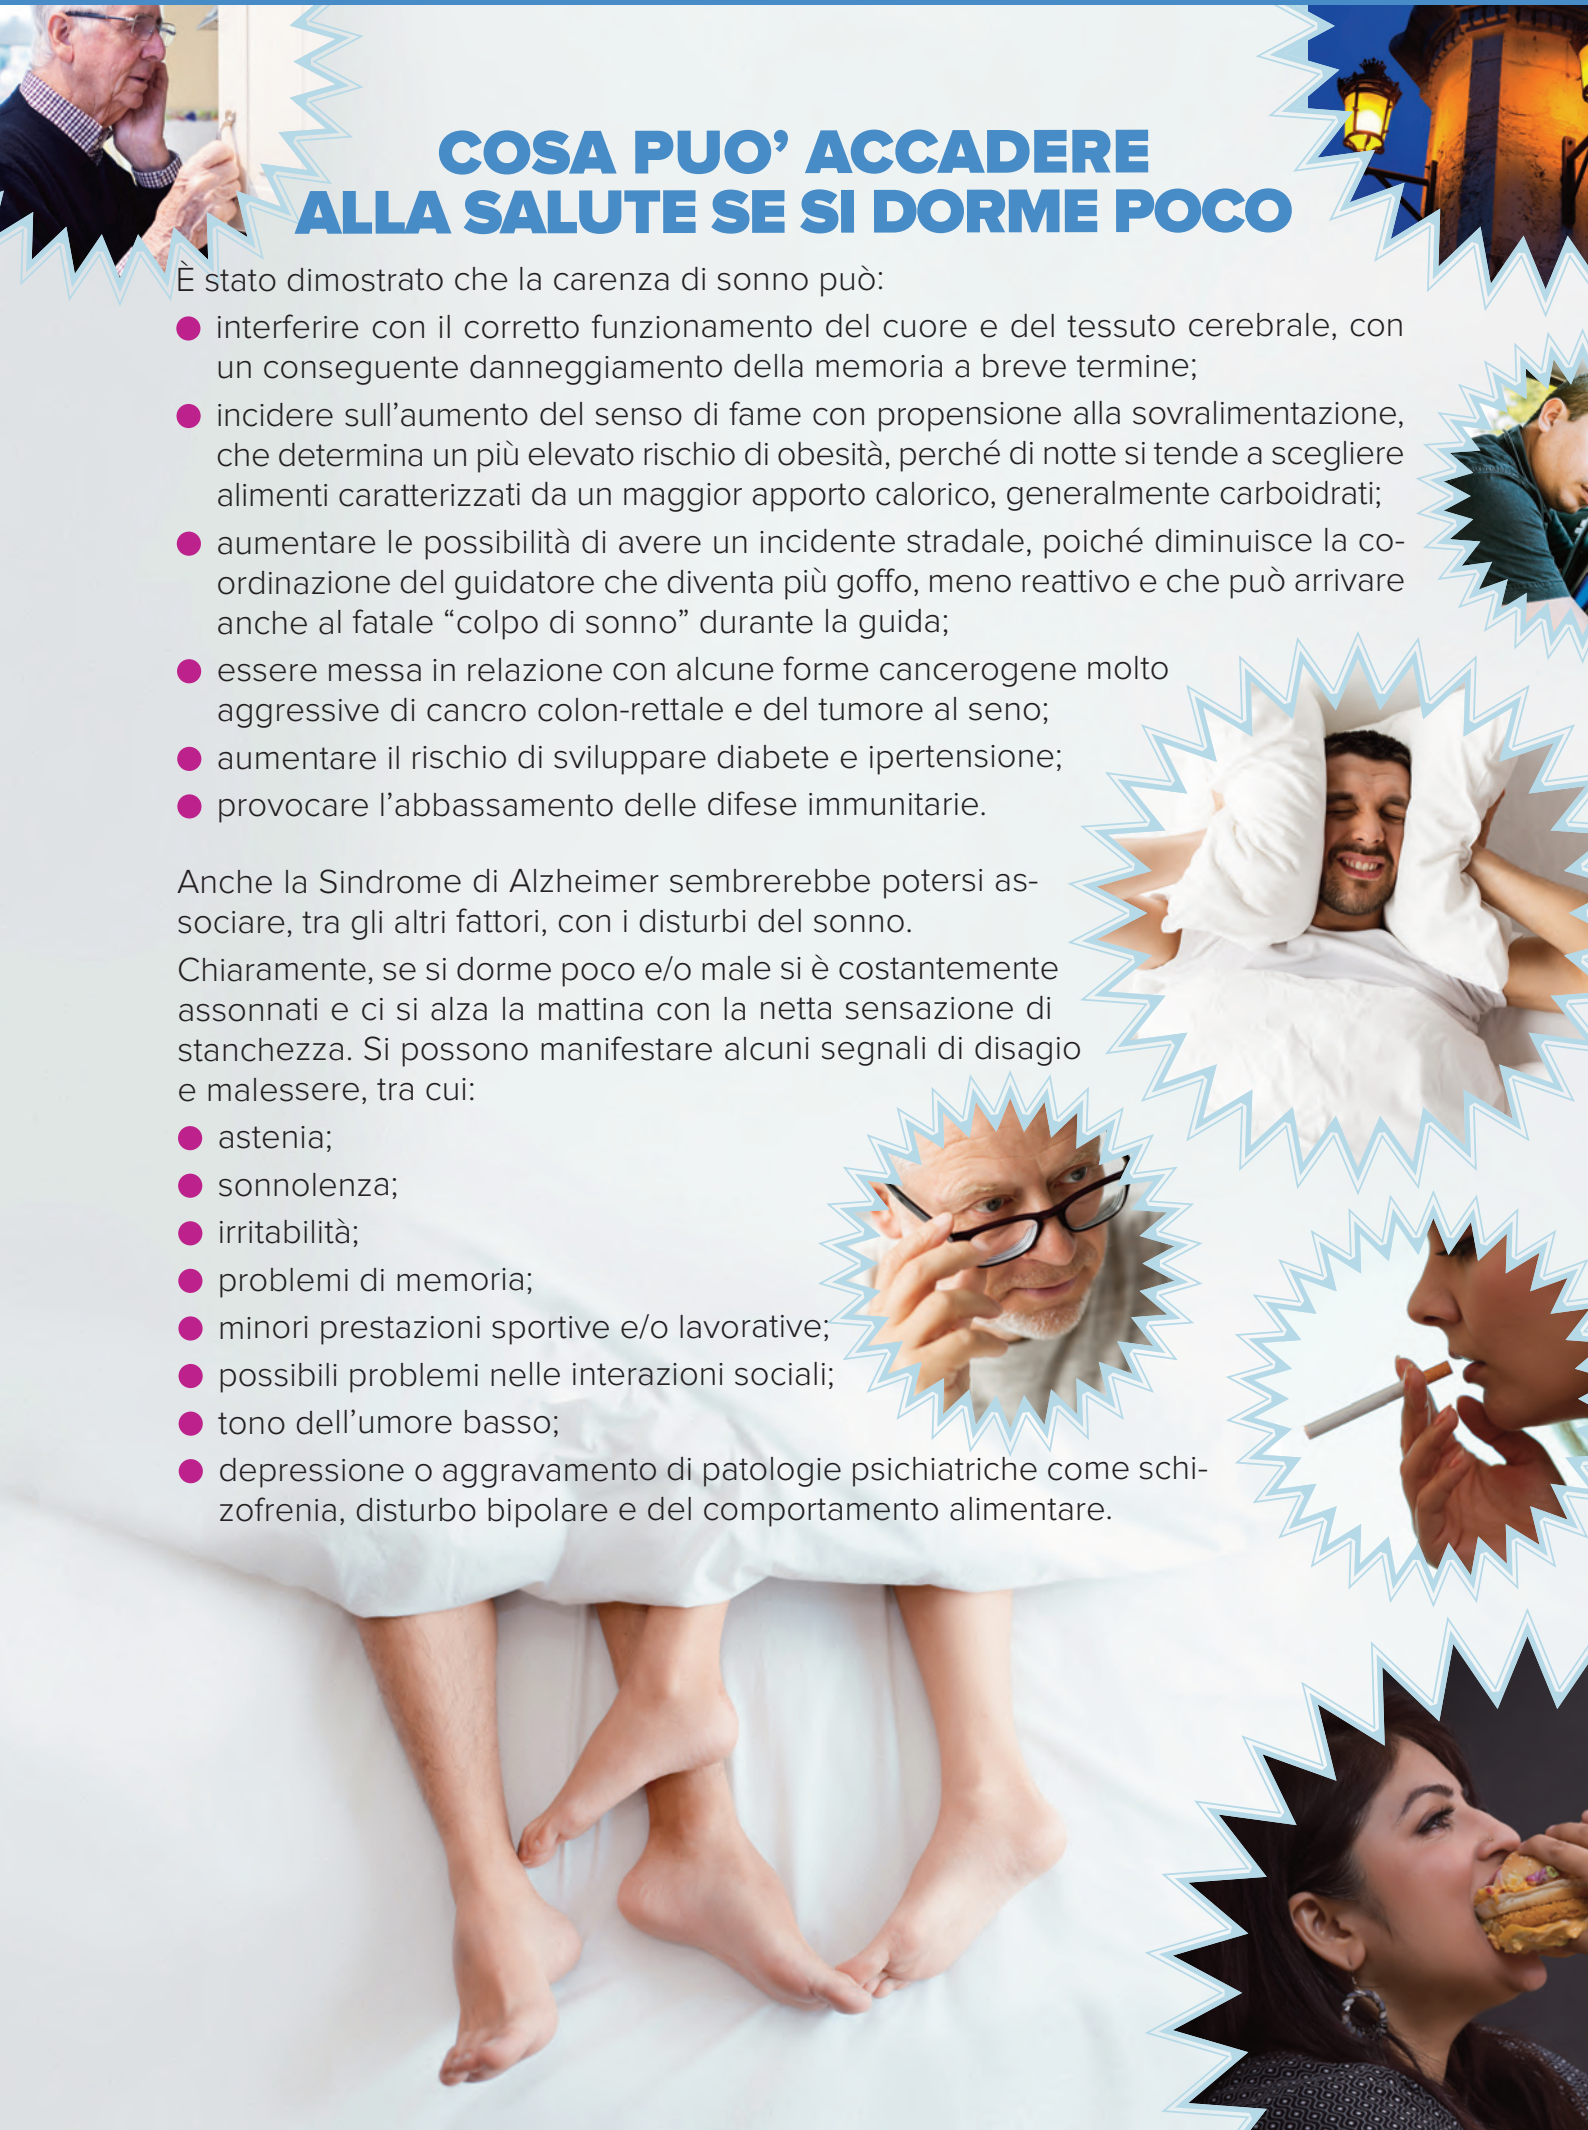 COSA PUO’ ACCADERE
ALLA SALUTE SE SI DORME POCO
È stato dimostrato che la carenza di sonno può:
● interferire con il corretto funzionamento del cuore e del tessuto cerebrale, con
un conseguente danneggiamento della memoria a breve termine;
● incidere sull’aumento del senso di fame con propensione alla sovralimentazione,
che determina un più elevato rischio di obesità, perché di notte si tende a scegliere
alimenti caratterizzati da un maggior apporto calorico, generalmente carboidrati;
● aumentare le possibilità di avere un incidente stradale, poiché diminuisce la co-
ordinazione del guidatore che diventa più goffo, meno reattivo e che può arrivare
anche al fatale “colpo di sonno” durante la guida;
● essere messa in relazione con alcune forme cancerogene molto
aggressive di cancro colon-rettale e del tumore al seno;
● aumentare il rischio di sviluppare diabete e ipertensione;
● provocare l’abbassamento delle difese immunitarie.
Anche la Sindrome di Alzheimer sembrerebbe potersi as-
sociare, tra gli altri fattori, con i disturbi del sonno.
Chiaramente, se si dorme poco e/o male si è costantemente
assonnati e ci si alza la mattina con la netta sensazione di
stanchezza. Si possono manifestare alcuni segnali di disagio
e malessere, tra cui:
● astenia;
● sonnolenza;
● irritabilità;
● problemi di memoria;
● minori prestazioni sportive e/o lavorative;
● possibili problemi nelle interazioni sociali;
● tono dell’umore basso;
● depressione o aggravamento di patologie psichiatriche come schi-
zofrenia, disturbo bipolare e del comportamento alimentare.